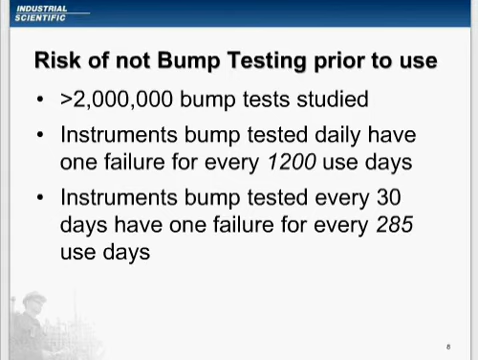 INDUSTRIAL
SCIENTIFIC
Risk of not Bump Testing prior to use
• >2,000,000 bump tests studied
• Instruments bump tested daily have
one failure for every 1200 use days
• Instruments bump tested every 30
days have one failure for every 285
use days
8